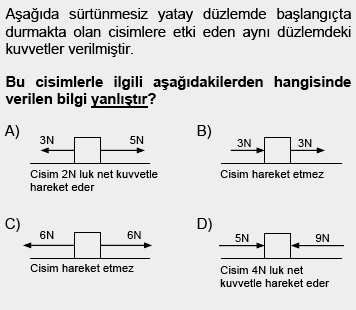 Aşağıda sürtünmesiz yatay düzlemde başlangıçta
durmakta olan cisimlere etki eden aynı düzlemdeki
kuvvetler verilmiştir.
Bu cisimlerle ilgili aşağıdakilerden hangisinde
verilen bilgi yanlıştır?
A)
3N 5N
Cisim 2N luk net kuvvetle
hareket eder
B)
3N 3N
Cisim hareket etmez
C)
6N 6N
Cisim hareket etmez
D)
5N 9N
Cisim 4N luk net
kuvvetle hareket eder